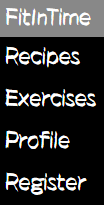 FitInTime
Recipes
Exercises
Profile
Register